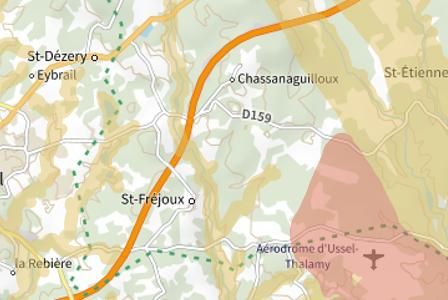 St-Dézery
Eybrail
Chassanaguilloux
St-Étienne
D159
St-Fréjoux
Aérodrome d'Ussel-
Thalamy
la Rebière
l